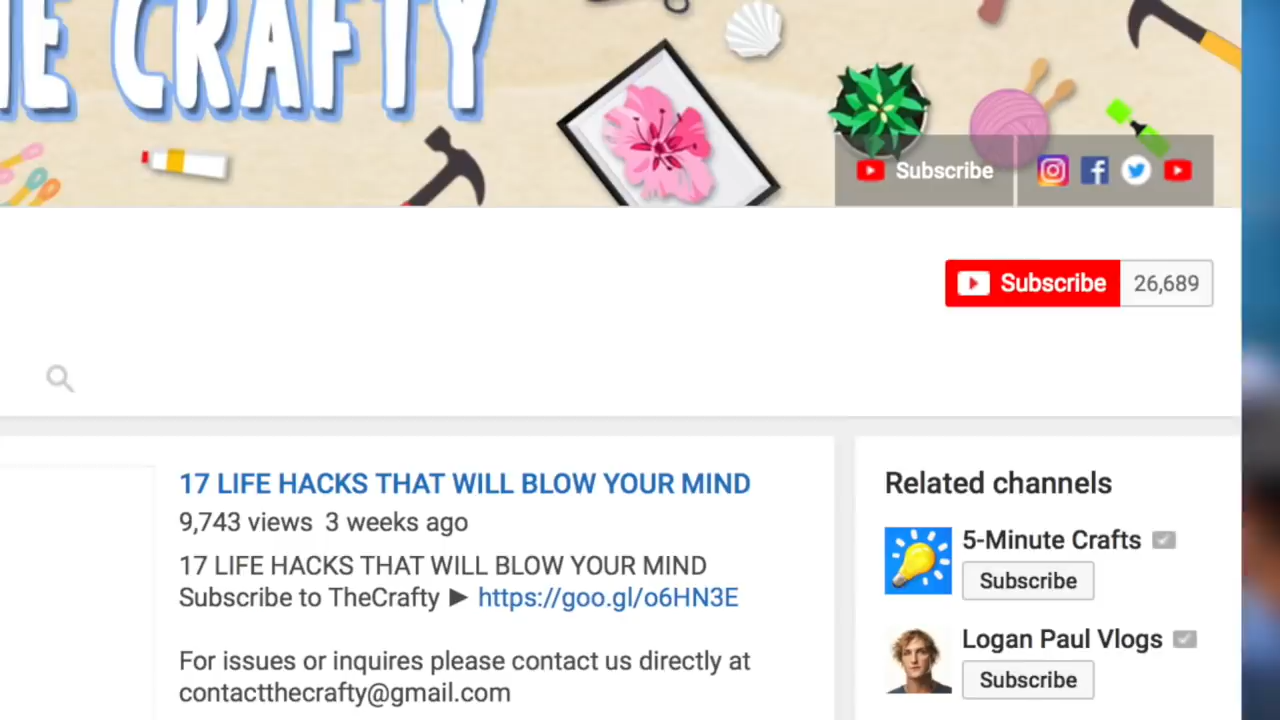 E CRAFTY
Subscribe
Subscribe 26,689
17 LIFE HACKS THAT WILL BLOW YOUR MIND
9,743 views 3 weeks ago
17 LIFE HACKS THAT WILL BLOW YOUR MIND
Subscribe to TheCrafty ► https://goo.gl/o6HN3E
For issues or inquires please contact us directly at
contactthecrafty@gmail.com
Related channels
5-Minute Crafts
Subscribe
Logan Paul Vlogs
Subscribe